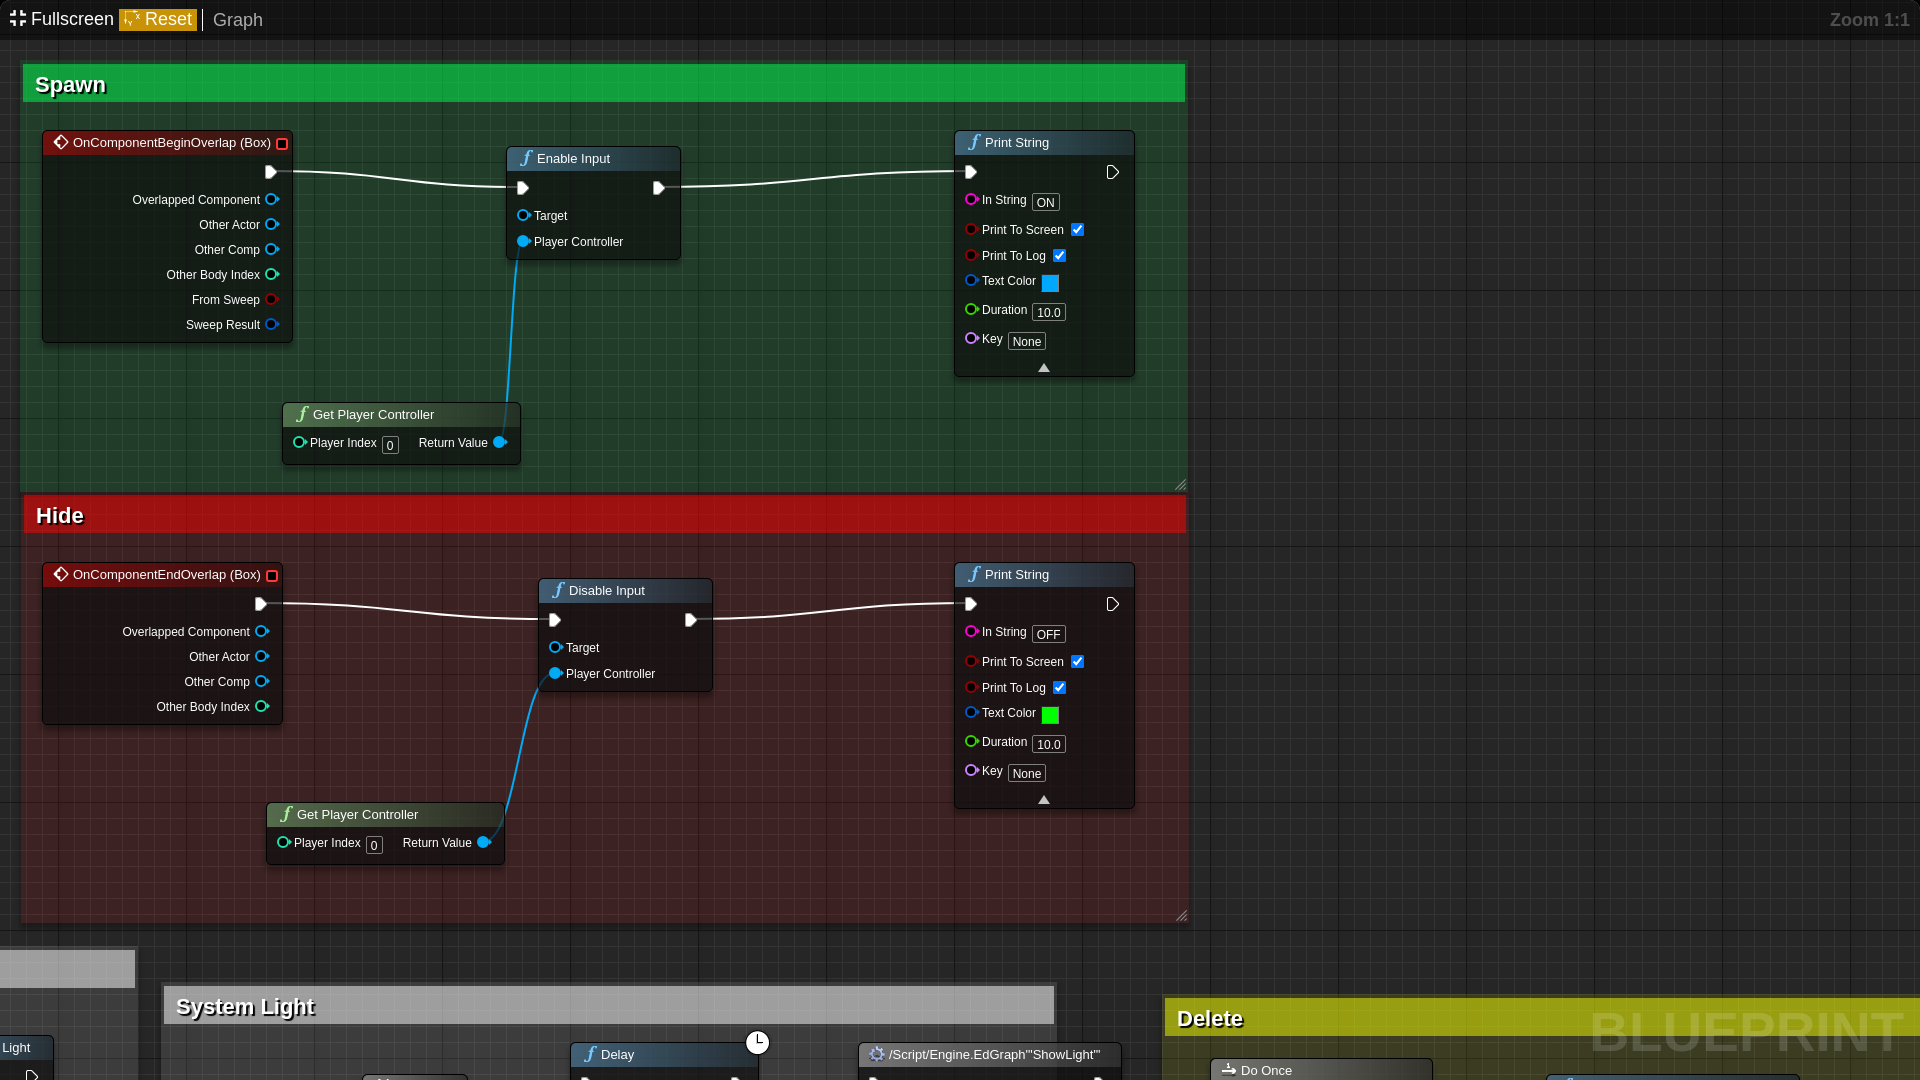 Fullscreen Reset Graph Zoom 1:1
Spawn
OnComponentBeginOverlap (Box)
Overlapped Component
Other Actor
Other Comp
Other Body Index
From Sweep
Sweep Result
Enable Input
Target
Player Controller
Print String
In String ON
Print To Screen
Print To Log
Text Color
Duration 10.0
Key None
Get Player Controller
Player Index 0 Return Value
Hide
OnComponentEndOverlap (Box)
Overlapped Component
Other Actor
Other Comp
Other Body Index
Disable Input
Target
Player Controller
Print String
In String OFF
Print To Screen
Print To Log
Text Color
Duration 10.0
Key None
Get Player Controller
Player Index 0 Return Value
System Light
Delete
BLUEPRINT
Light
Delay
/Script/Engine.EdGraph'"ShowLight"'
Do Once